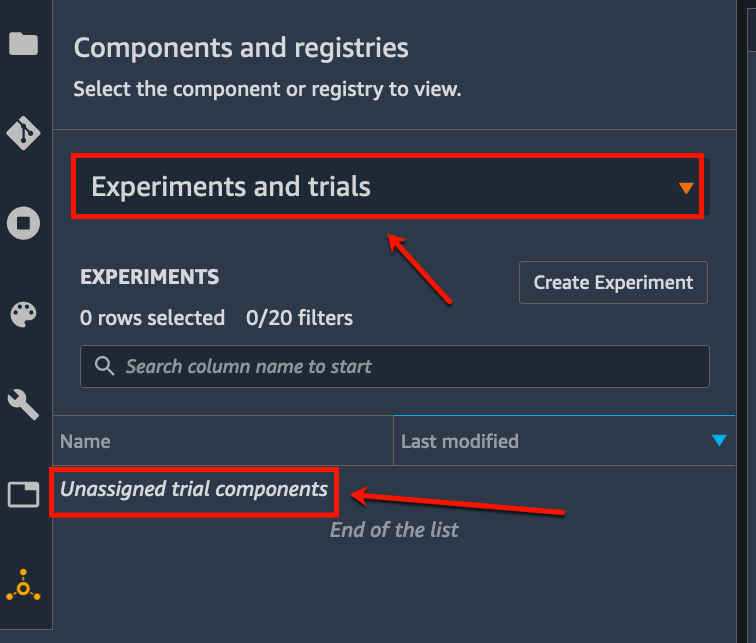 Components and registries
Select the component or registry to view.
Experiments and trials
EXPERIMENTS
Create Experiment
0 rows selected 0/20 filters
Search column name to start
Name Last modified
Unassigned trial components
End of the list